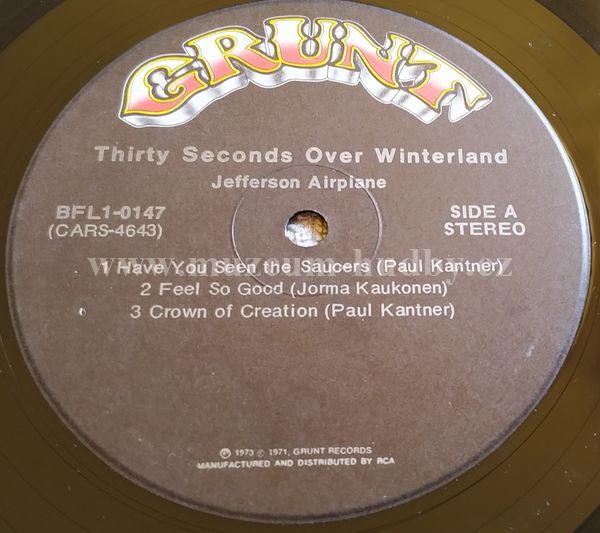 GRUNT
Thirty Seconds Over Winterland
Jefferson Airplane
BFL1-0147
(CARS-4643)
SIDE A
STEREO
www.muzeum-hudby.cz
1 Have You Seen the Saucers (Paul Kantner)
2 Feel So Good (Jorma Kaukonen)
3 Crown of Creation (Paul Kantner)
℗ 1973 © 1971, GRUNT RECORDS
MANUFACTURED AND DISTRIBUTED BY RCA